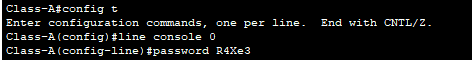 Class-A#config t
Enter configuration commands, one per line.  End with CNTL/Z.
Class-A(config)#line console 0
Class-A(config-line)#password R4Xe3